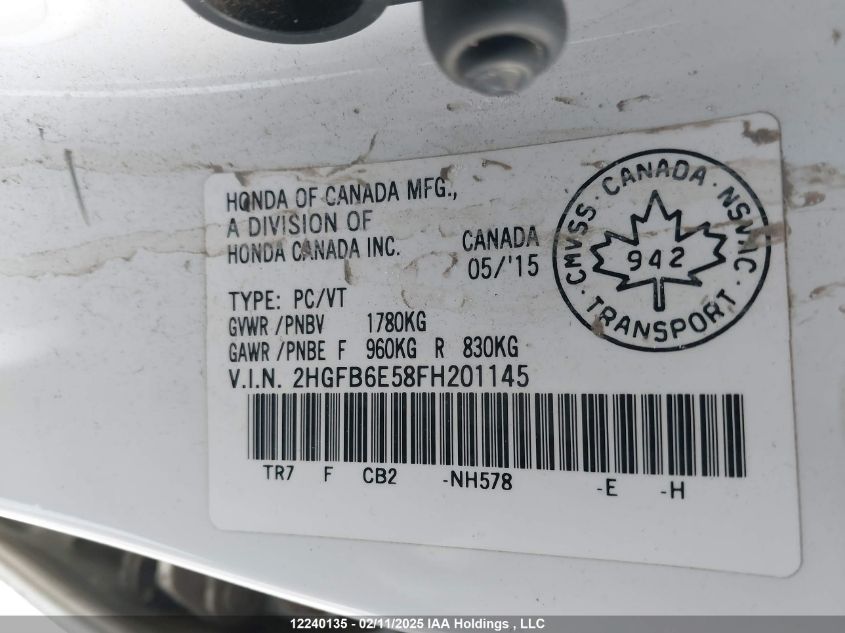 HONDA OF CANADA MFG.,
A DIVISION OF
HONDA CANADA INC.
CANADA
05/'15
TYPE: PC/VT
GVWR /PNBV 1780KG
GAWR /PNBE F 960KG R 830KG
V.I.N. 2HGFB6E58FH201145
TR7 F CB2 -NH578 -E -H
· CANADA · NSVAC · TRANSPORT · CMVSS
942
12240135 - 02/11/2025 IAA Holdings , LLC